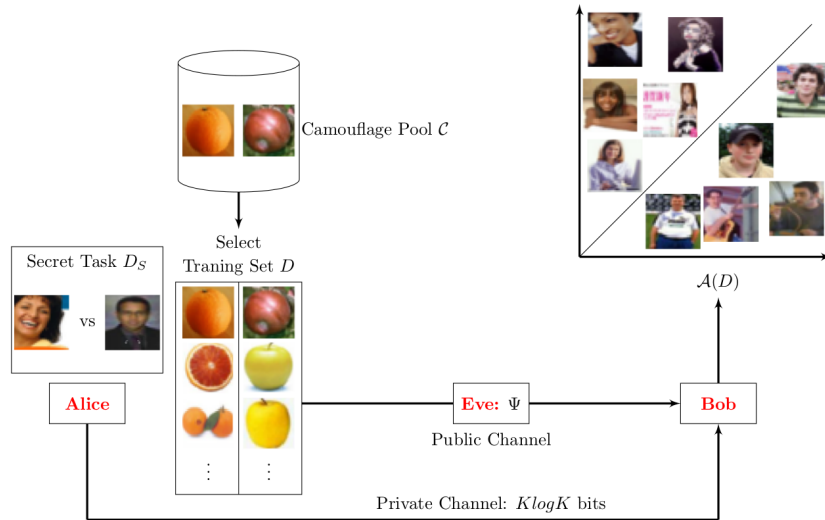 Camouflage Pool C
Select
Traning Set D
Secret Task D_S
vs
Alice
Eve: Ψ
Public Channel
Bob
A(D)
Private Channel: KlogK bits